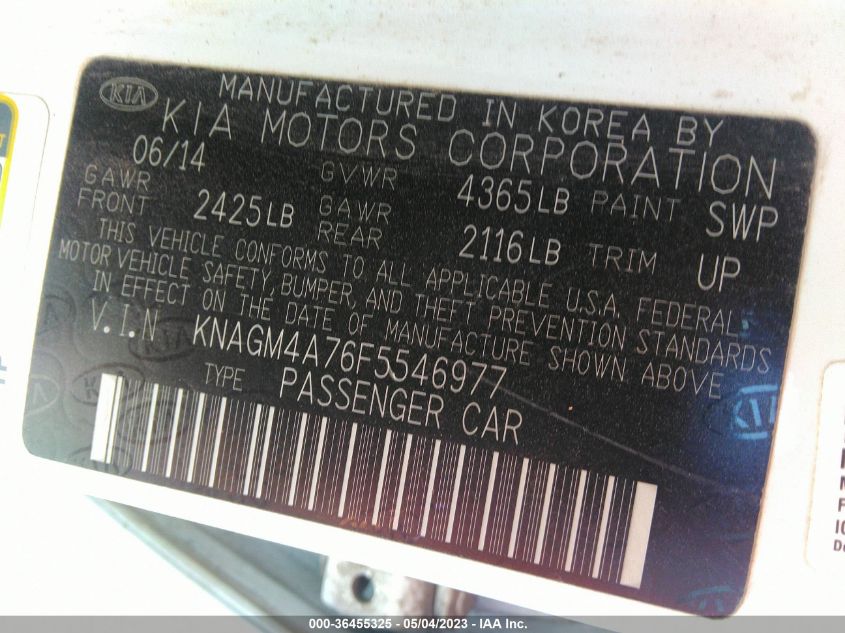 KIA
MANUFACTURED IN KOREA BY
KIA MOTORS CORPORATION
06/14 GVWR 4365LB PAINT SWP
GAWR FRONT 2425LB GAWR REAR 2116LB TRIM UP
THIS VEHICLE CONFORMS TO ALL APPLICABLE U.S.A. FEDERAL
MOTOR VEHICLE SAFETY, BUMPER, AND THEFT PREVENTION STANDARDS
IN EFFECT ON THE DATE OF MANUFACTURE SHOWN ABOVE
V.I.N KNAGM4A76F5546977
TYPE PASSENGER CAR
KIA
000-36455325 - 05/04/2023 - IAA Inc.